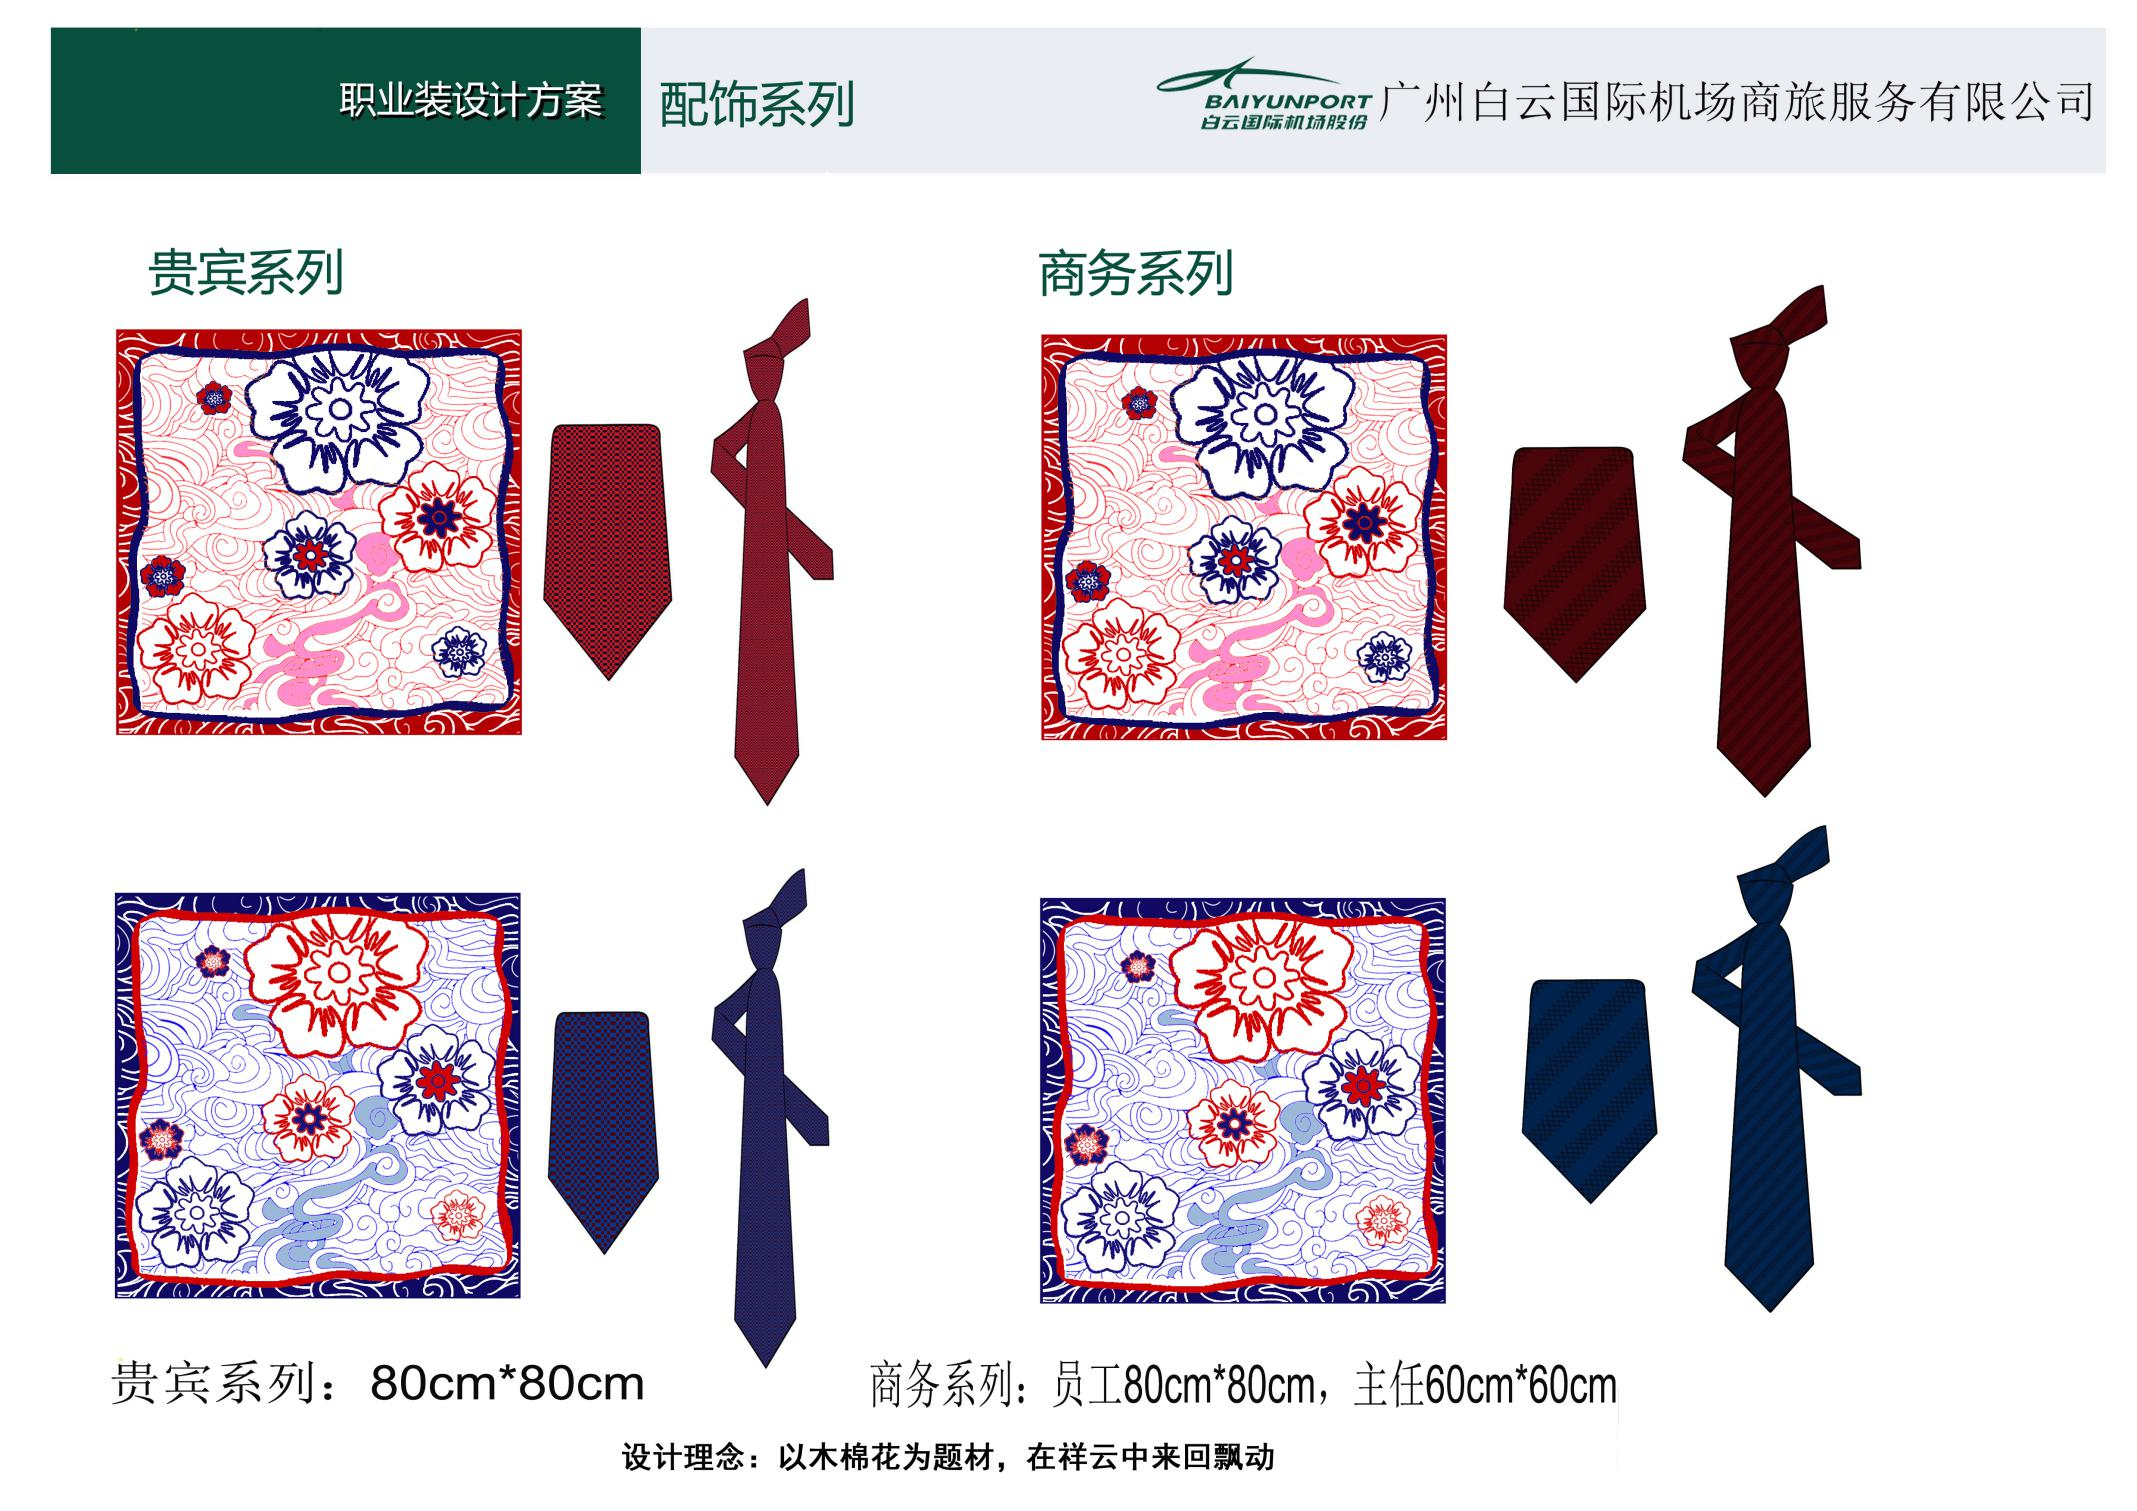 职业装设计方案
配饰系列
BAIYUNPORT
白云国际机场股份
广州白云国际机场商旅服务有限公司
贵宾系列
商务系列
贵宾系列：80cm*80cm
商务系列：员工80cm*80cm，主任60cm*60cm
设计理念：以木棉花为题材，在祥云中来回飘动